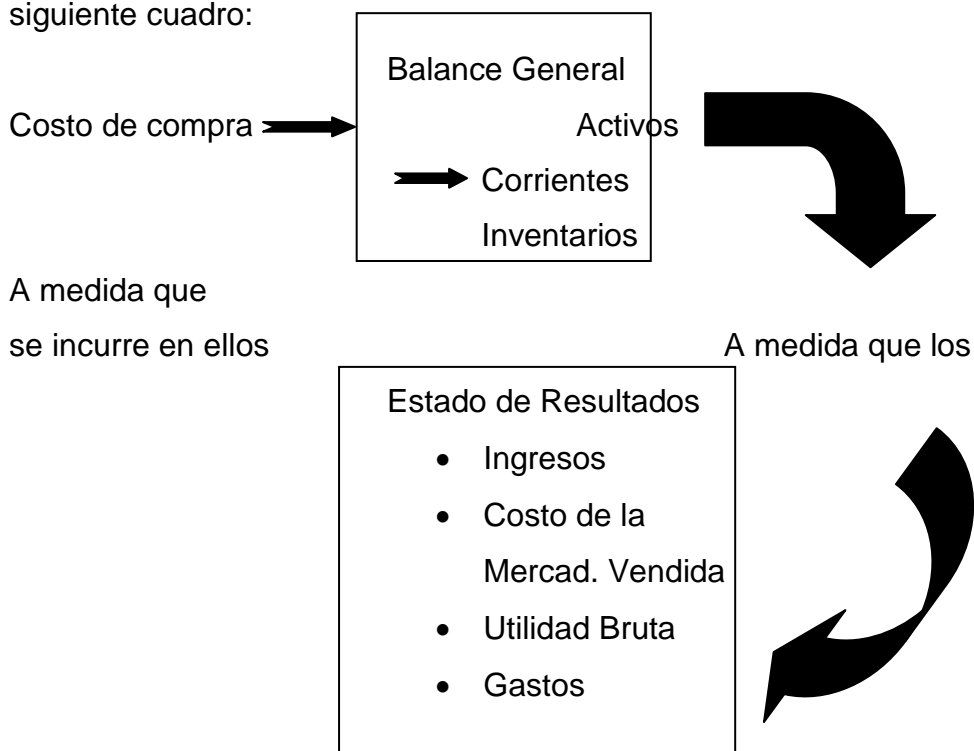 siguiente cuadro:
Balance General
Costo de compra Activos
Corrientes
Inventarios
A medida que
se incurre en ellos A medida que los
Estado de Resultados
• Ingresos
• Costo de la
Mercad. Vendida
• Utilidad Bruta
• Gastos